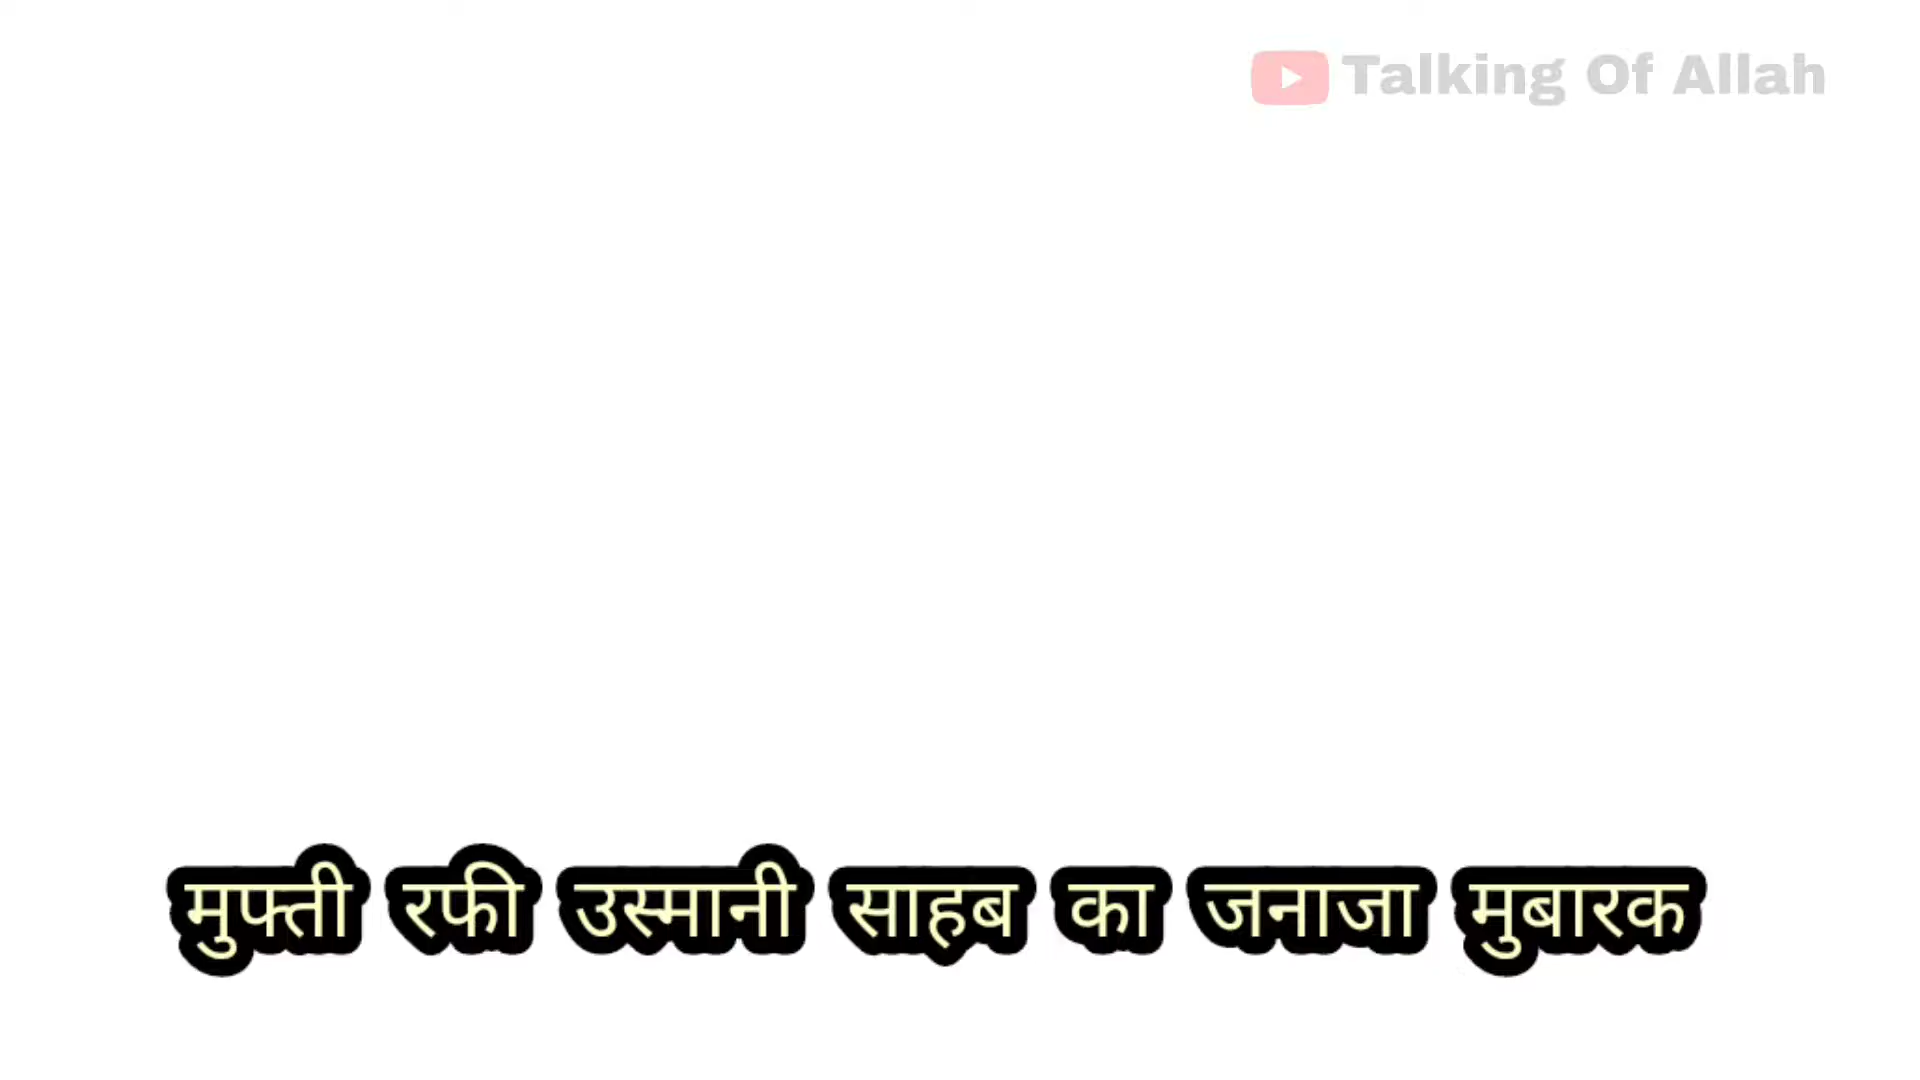 Talking Of Allah
मुफ्ती रफी उस्मानी साहब का जनाजा मुबारक